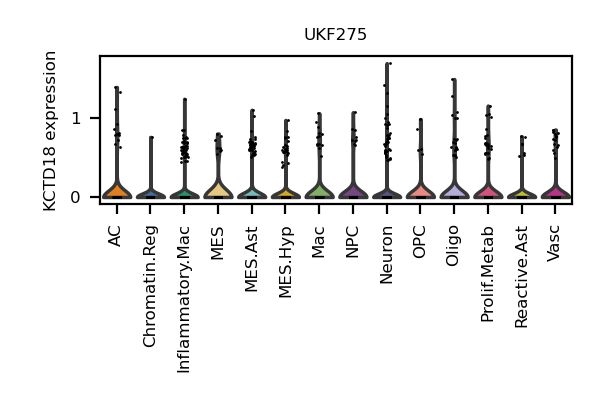 UKF275
KCTD18 expression
1
0
AC
Chromatin.Reg
Inflammatory.Mac
MES
MES.Ast
MES.Hyp
Mac
NPC
Neuron
OPC
Oligo
Prolif.Metab
Reactive.Ast
Vasc